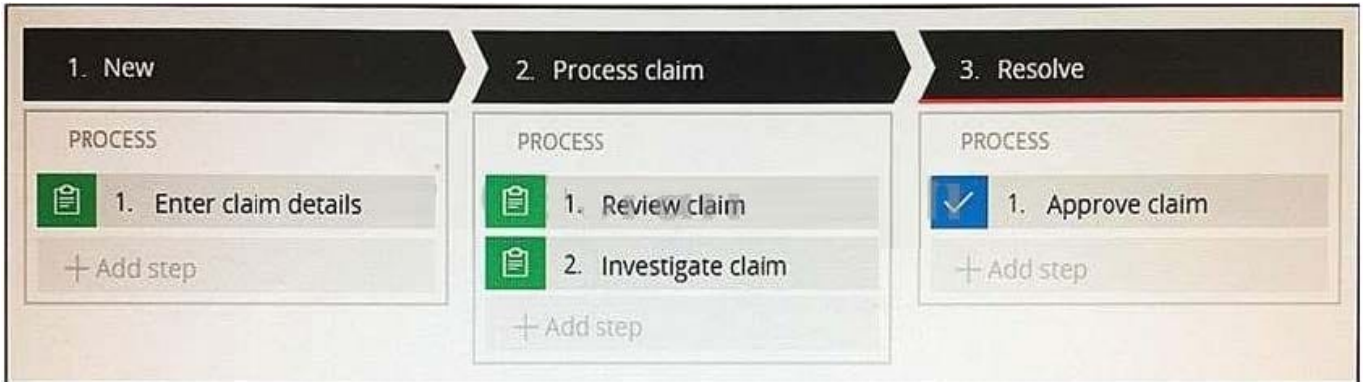 1. New
2. Process claim
3. Resolve
PROCESS
1. Enter claim details
+ Add step
PROCESS
1. Review claim
2. Investigate claim
+ Add step
PROCESS
1. Approve claim
+ Add step